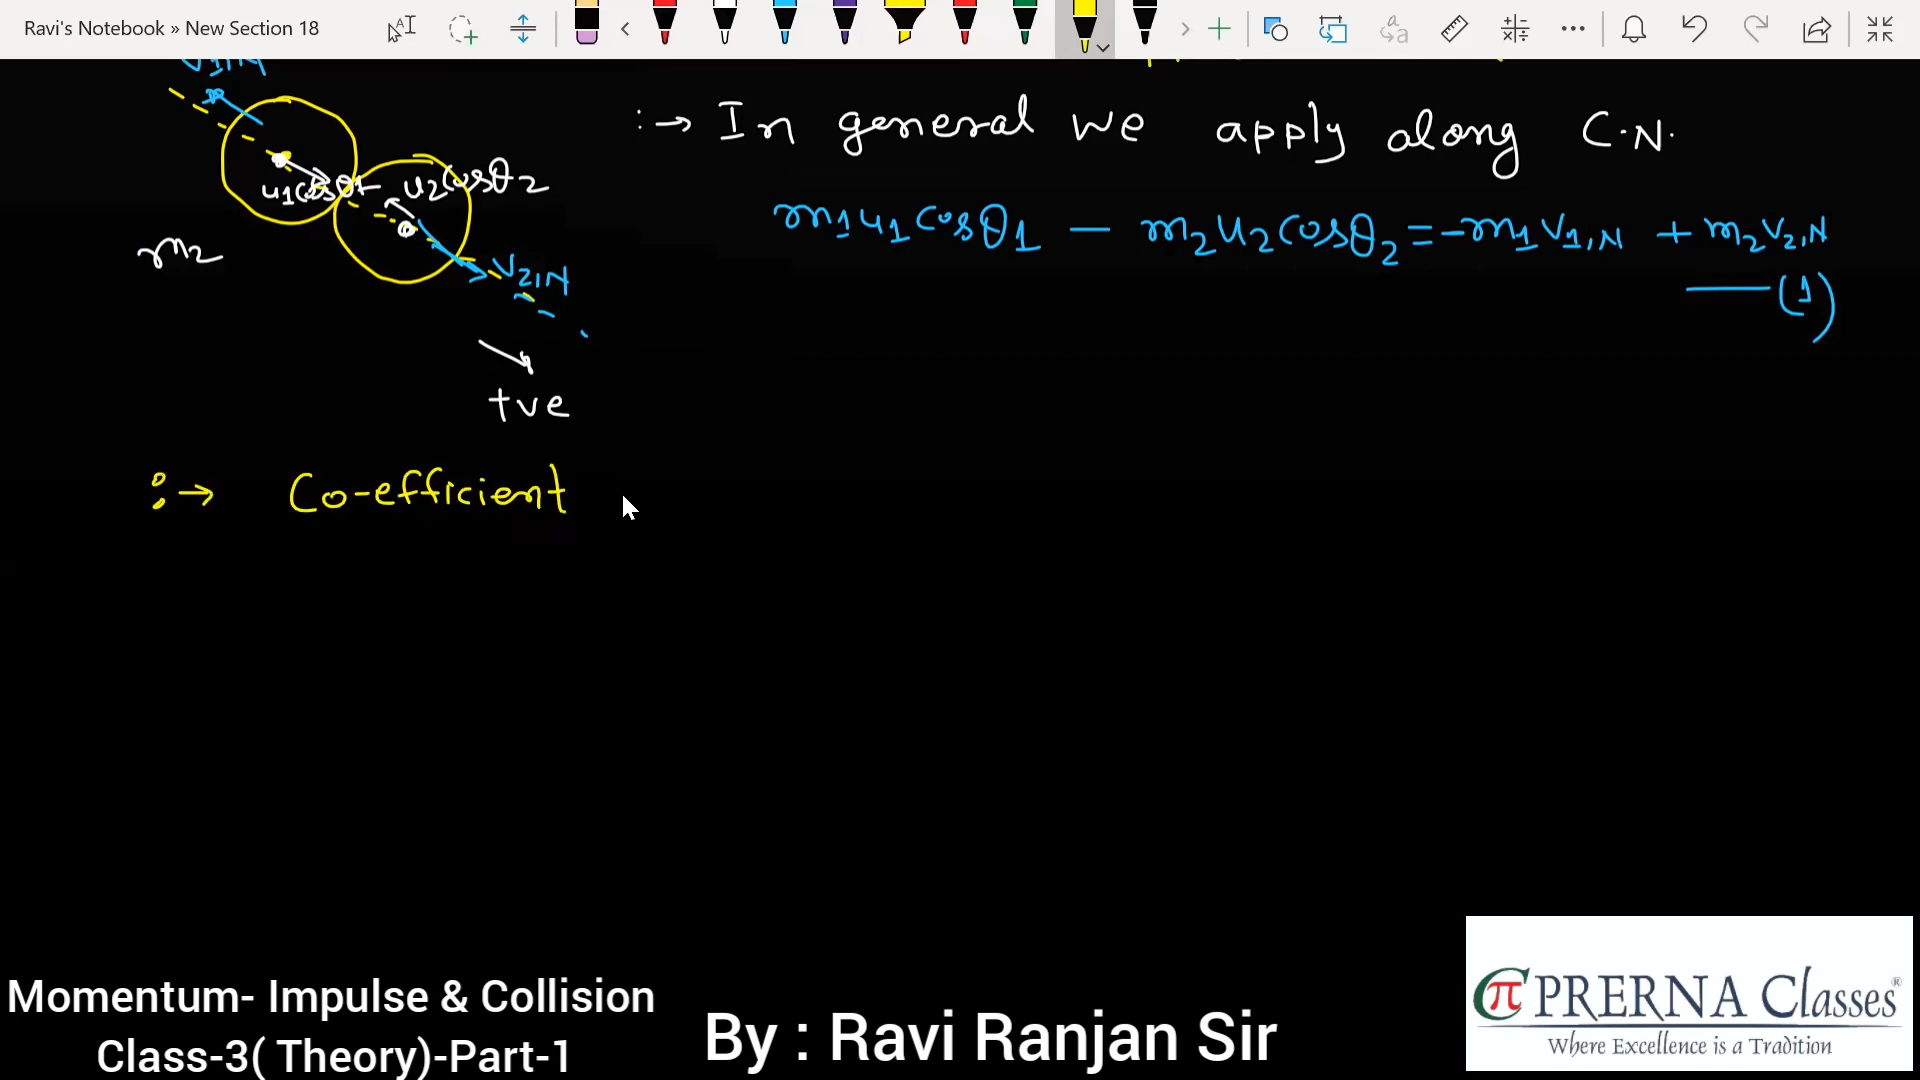 Ravi's Notebook » New Section 18
V1,N
:→ In general we apply along C.N.
u1cosθ1 u2cosθ2
m1u1cosθ1 — m2u2cosθ2=-m1v1,N + m2v2,N
m2
V2,N
——(1)
+ve
:→ Co-efficient
Momentum- Impulse & Collision
Class-3( Theory)-Part-1
By : Ravi Ranjan Sir
PRERNA Classes®
Where Excellence is a Tradition